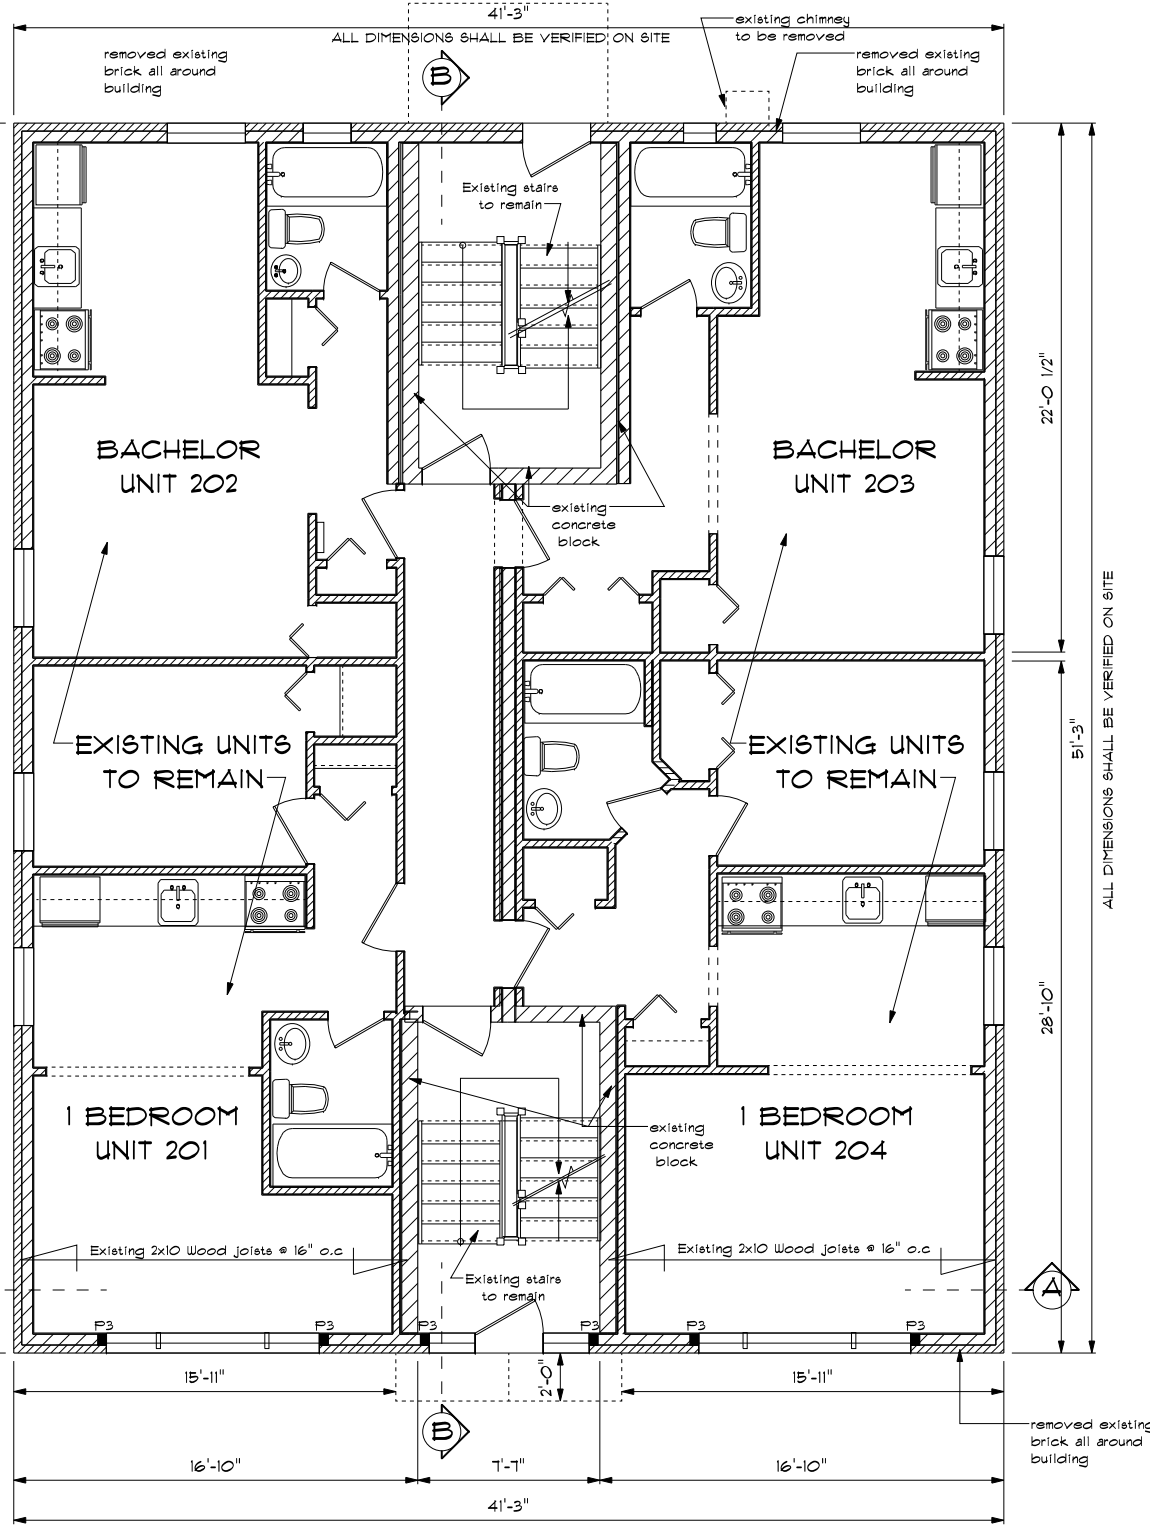 41'-3"
ALL DIMENSIONS SHALL BE VERIFIED ON SITE
existing chimney
to be removed
removed existing
brick all around
building
removed existing
brick all around
building
B
Existing stairs
to remain
22'-0 1/2"
BACHELOR
UNIT 202
BACHELOR
UNIT 203
existing
concrete
block
ALL DIMENSIONS SHALL BE VERIFIED ON SITE
51'-3"
EXISTING UNITS
TO REMAIN
EXISTING UNITS
TO REMAIN
28'-10"
1 BEDROOM
UNIT 201
1 BEDROOM
UNIT 204
existing
concrete
block
Existing 2x10 Wood joists @ 16" o.c
Existing 2x10 Wood joists @ 16" o.c
Existing stairs
to remain
A
P3
P3
P3
P3
P3
P3
15'-11"
2'-0"
15'-11"
B
removed existing
brick all around
building
16'-10"
7'-7"
16'-10"
41'-3"